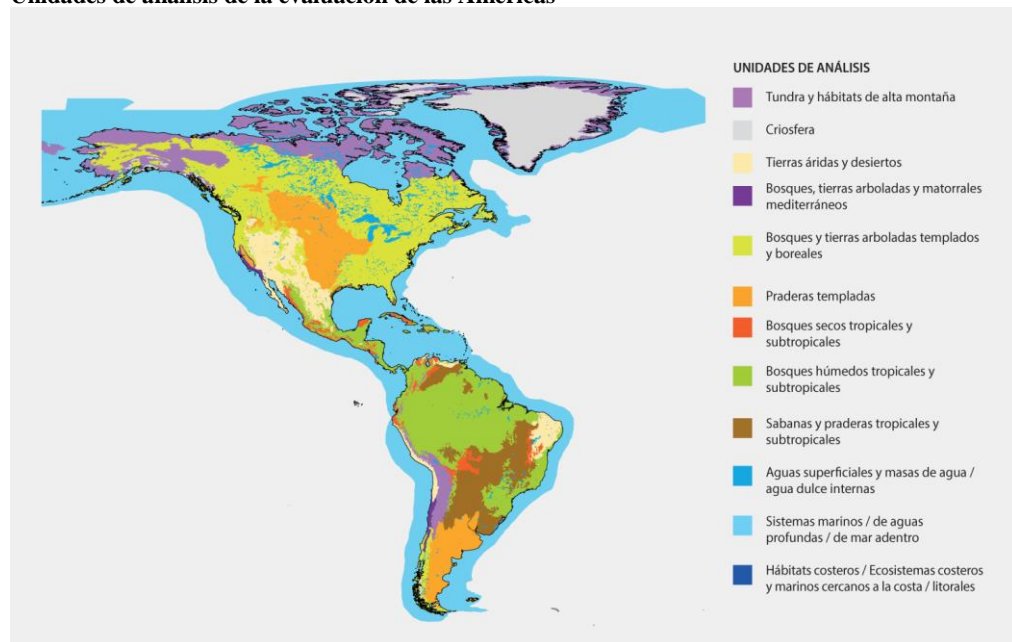 Unidades de análisis de la evaluación de las Américas
UNIDADES DE ANÁLISIS
Tundra y hábitats de alta montaña
Criosfera
Tierras áridas y desiertos
Bosques, tierras arboladas y matorrales
mediterráneos
Bosques y tierras arboladas templados
y boreales
Praderas templadas
Bosques secos tropicales y
subtropicales
Bosques húmedos tropicales y
subtropicales
Sabanas y praderas tropicales y
subtropicales
Aguas superficiales y masas de agua /
agua dulce internas
Sistemas marinos / de aguas
profundas / de mar adentro
Hábitats costeros / Ecosistemas costeros
y marinos cercanos a la costa / litorales